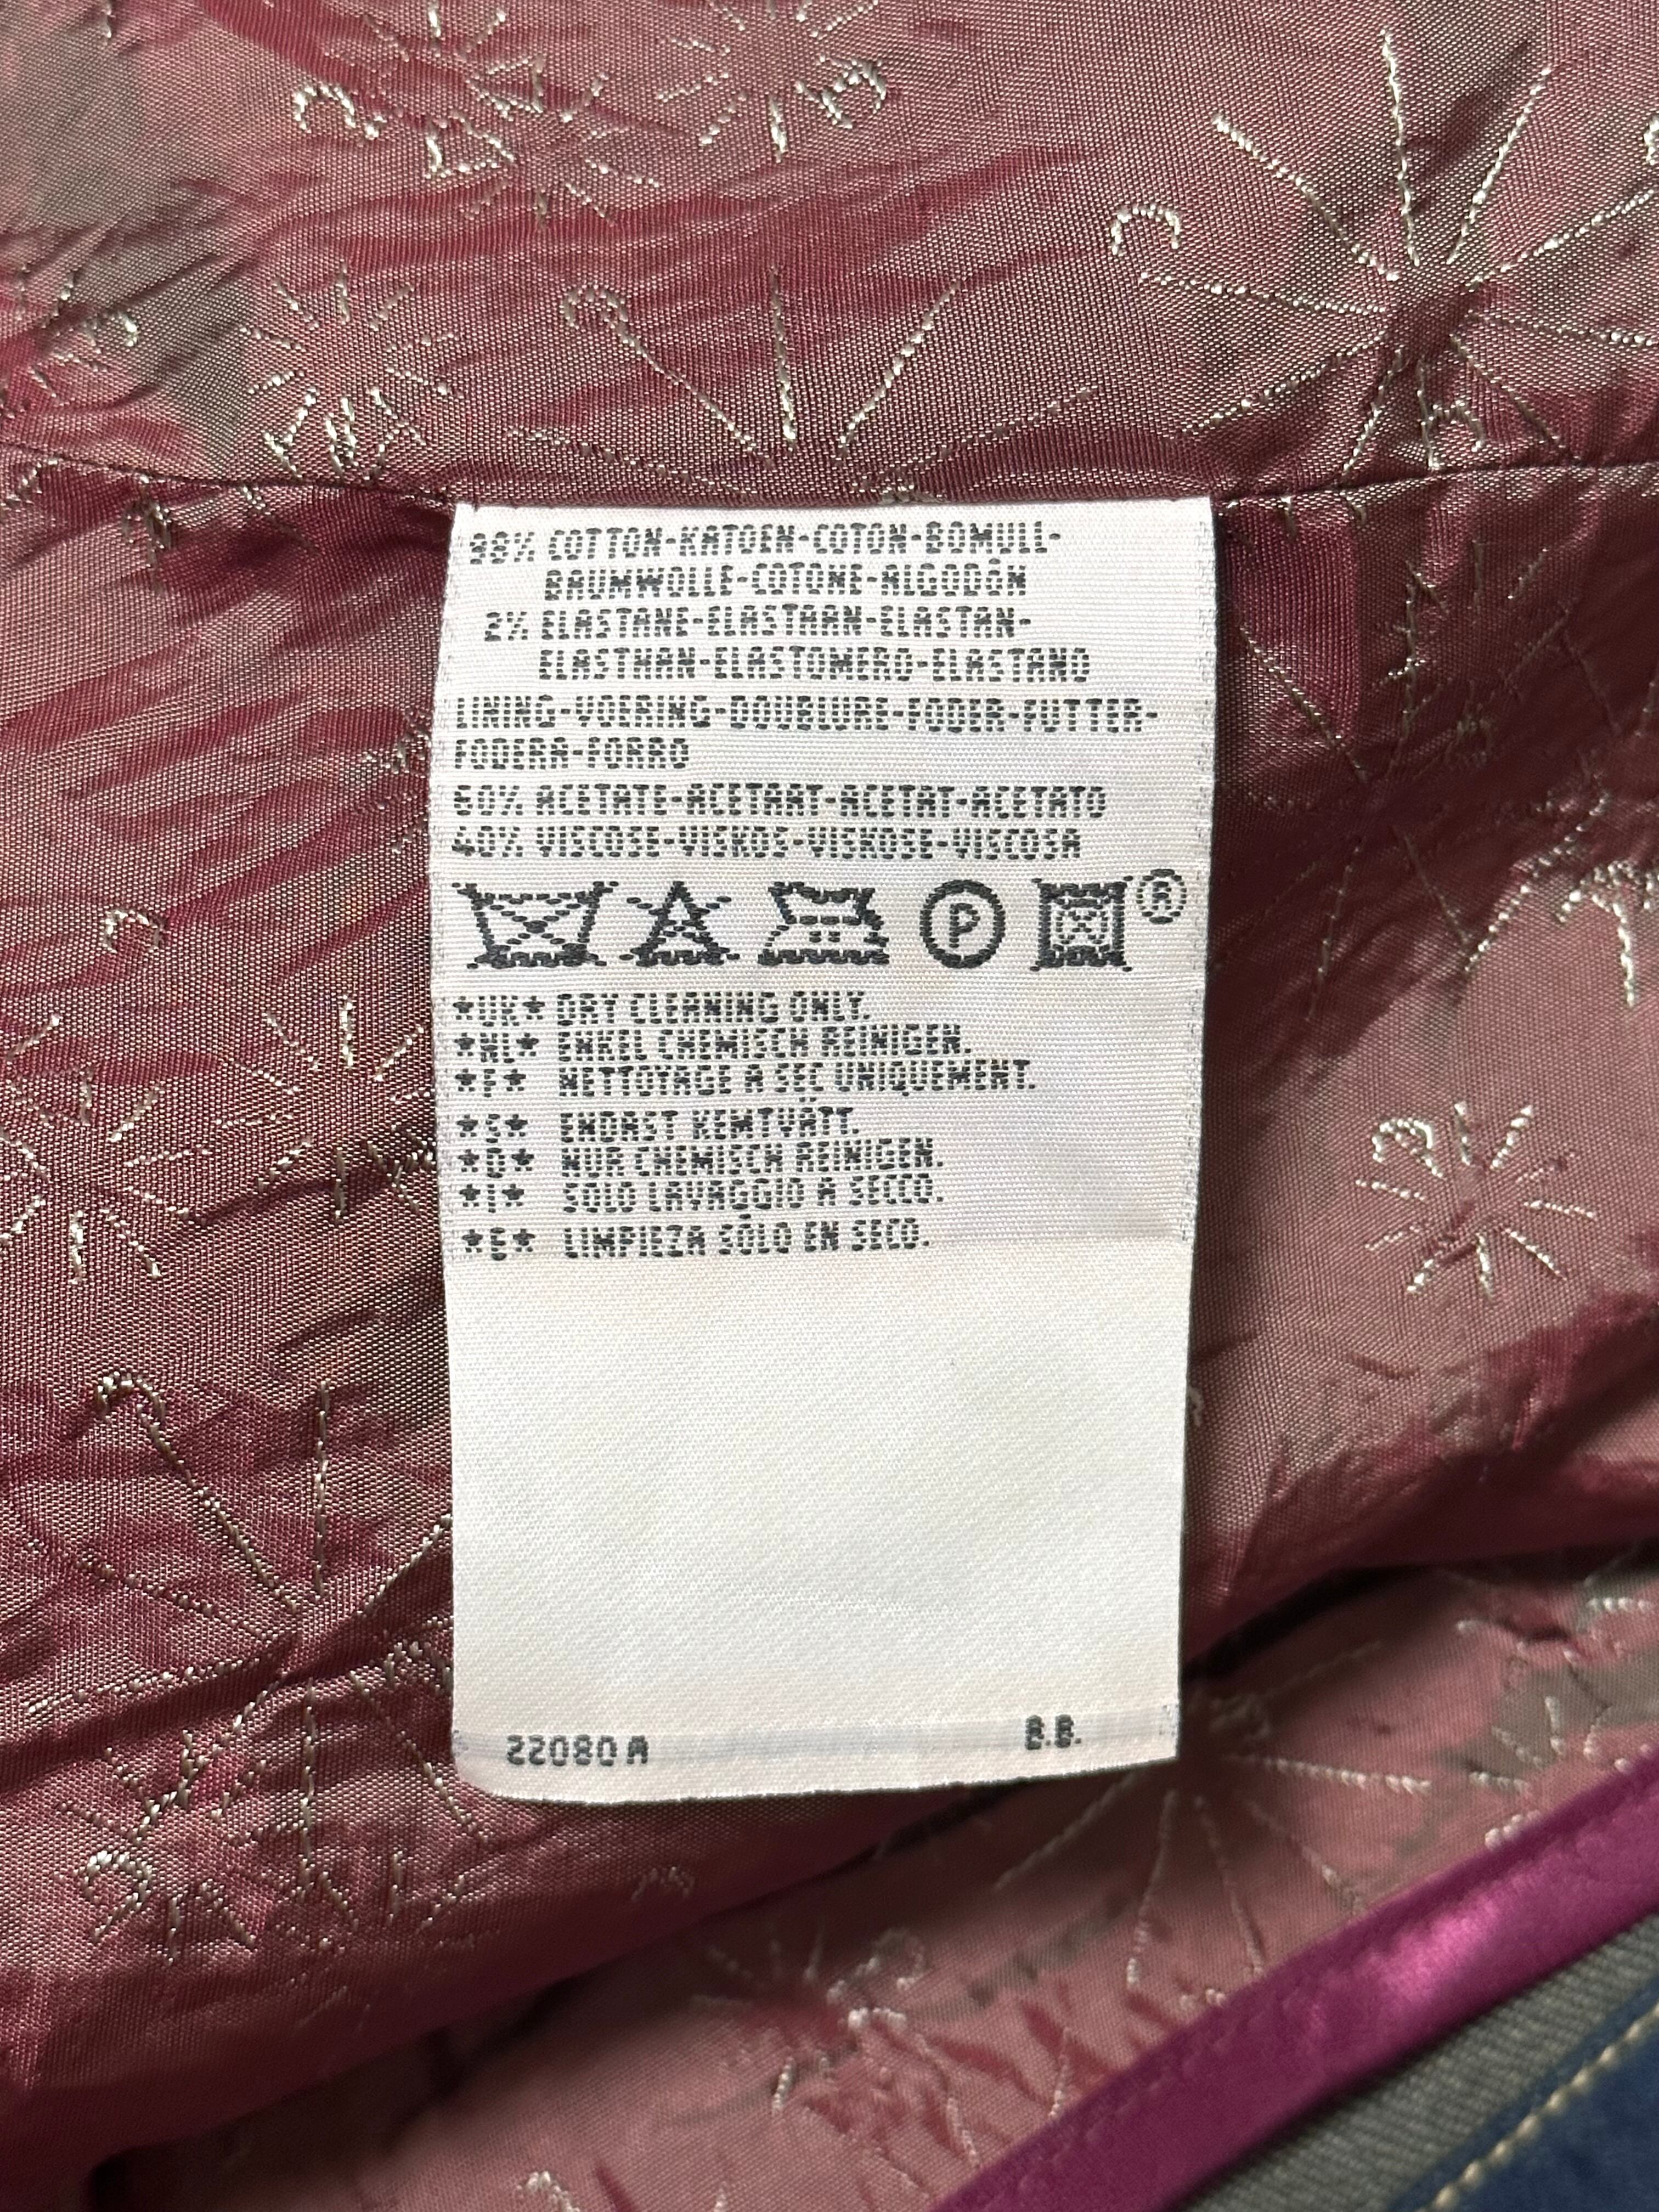 98% COTTON-KATOEN-COTON-BOMULL-
BAUMWOLLE-COTONE-ALGODÓN
2% ELASTANE-ELASTAAN-ELASTAN-
ELASTHAN-ELASTOMERO-ELASTANO
LINING-VOERING-DOUBLURE-FODER-FUTTER-
FODERA-FORRO
60% ACETATE-ACETAAT-ACETAT-ACETATO
40% VISCOSE-VISKOS-VISKOSE-VISCOSA
P ®
*UK* DRY CLEANING ONLY.
*NL* ENKEL CHEMISCH REINIGEN.
*F* NETTOYAGE A SEC UNIQUEMENT.
*S* ENDAST KEMTVÄTT.
*D* NUR CHEMISCH REINIGEN.
*I* SOLO LAVAGGIO A SECCO.
*E* LIMPIEZA SÓLO EN SECO.
22080 A B.B.